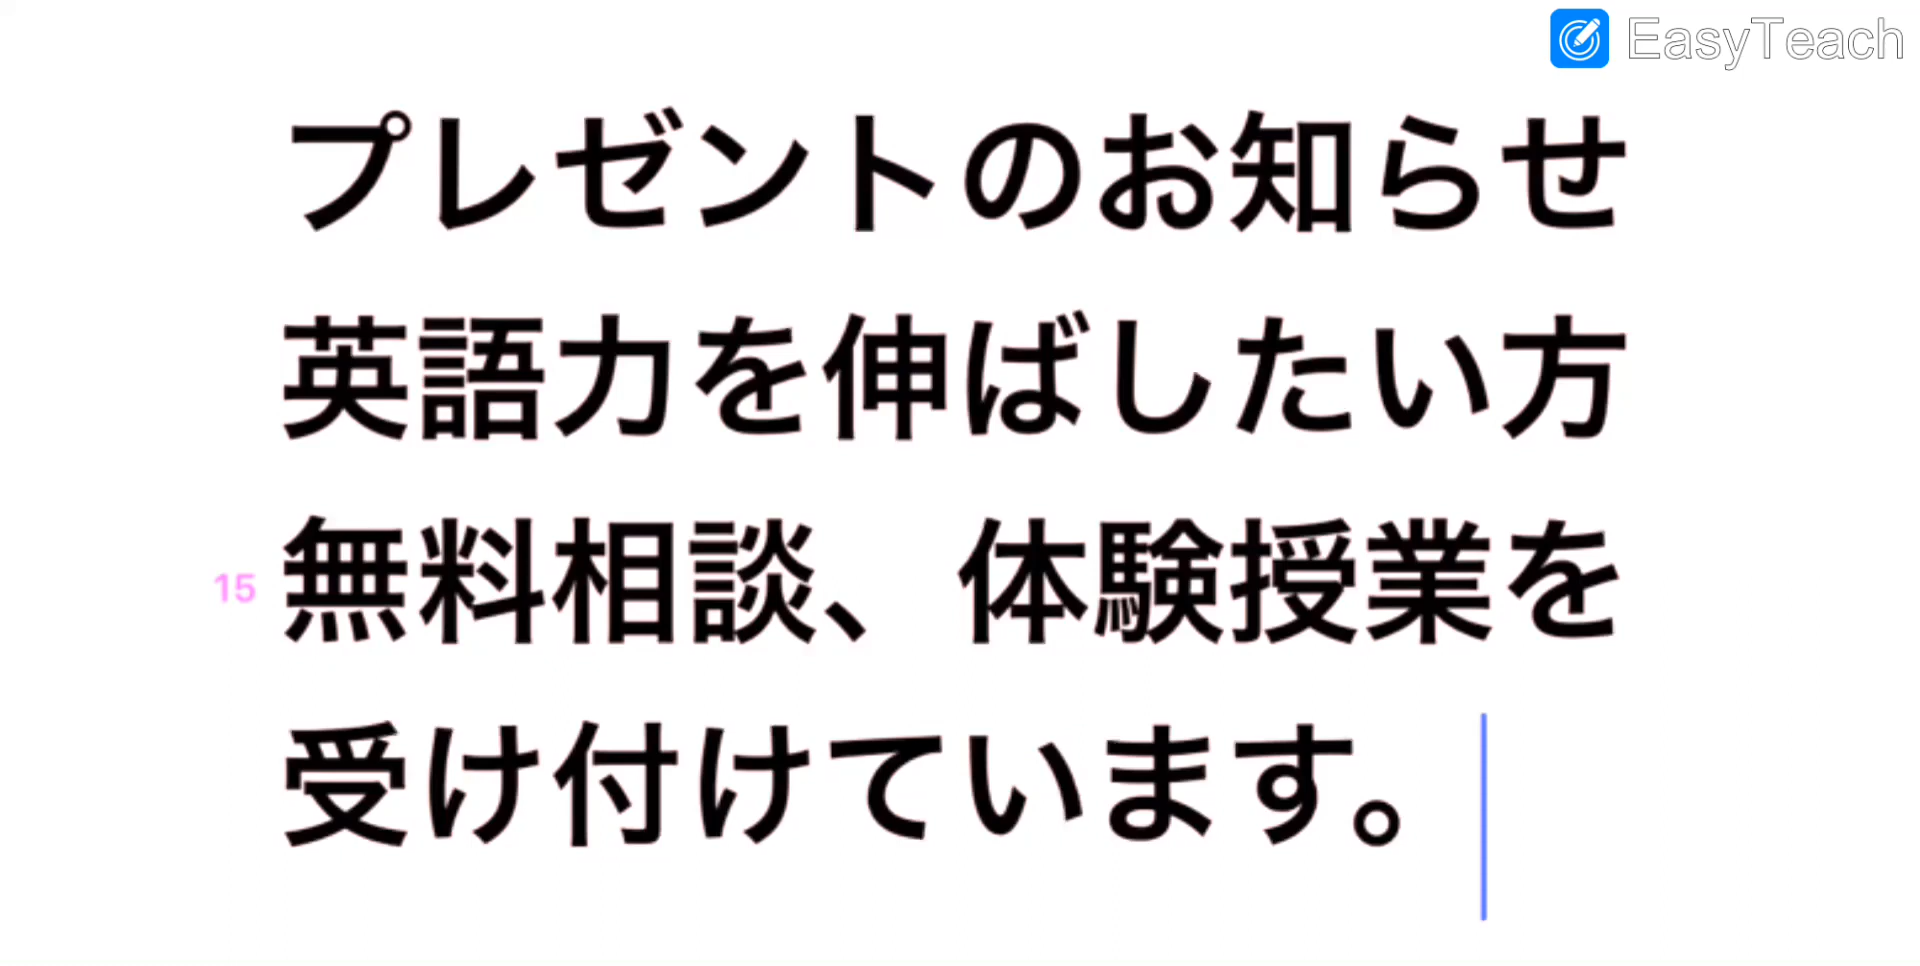 EasyTeach
プレゼントのお知らせ
英語力を伸ばしたい方
15
無料相談、体験授業を
受け付けています。